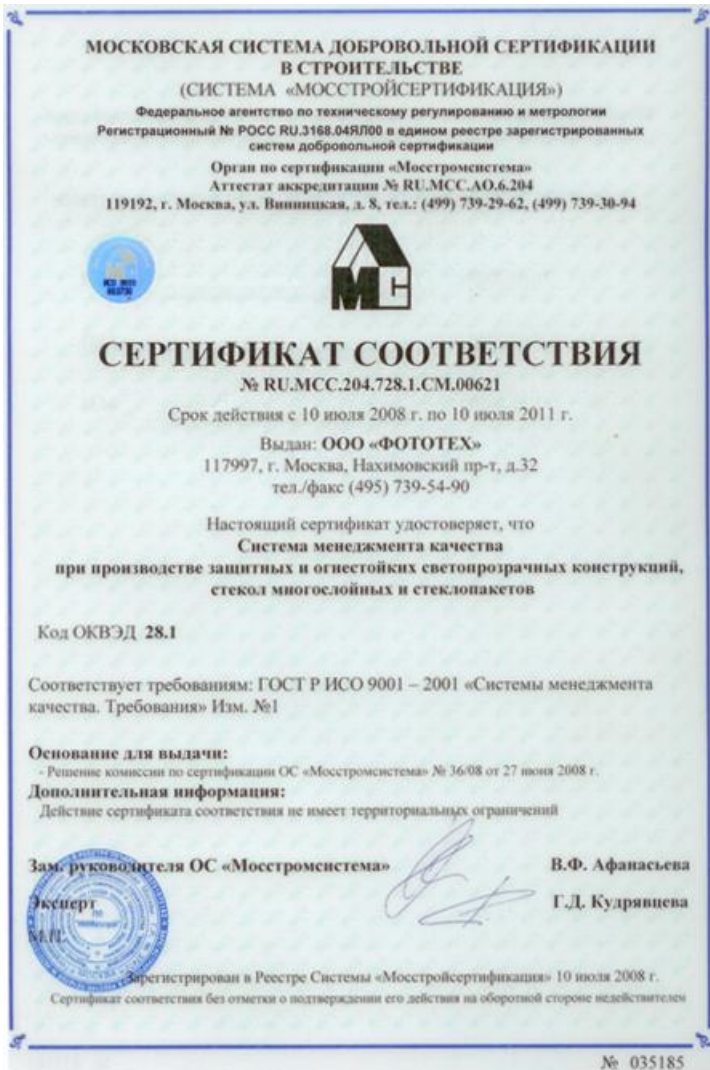 МОСКОВСКАЯ СИСТЕМА ДОБРОВОЛЬНОЙ СЕРТИФИКАЦИИ
В СТРОИТЕЛЬСТВЕ
(СИСТЕМА «МОССТРОЙСЕРТИФИКАЦИЯ»)
Федеральное агентство по техническому регулированию и метрологии
Регистрационный № РОСС RU.3168.04ЯЛ00 в едином реестре зарегистрированных
систем добровольной сертификации
Орган по сертификации «Мосстромсистема»
Аттестат аккредитации № RU.МСС.АО.6.204
119192, г. Москва, ул. Винницкая, д. 8, тел.: (499) 739-29-62, (499) 739-30-94
МС
СЕРТИФИКАТ СООТВЕТСТВИЯ
№ RU.МСС.204.728.1.СМ.00621
Срок действия с 10 июля 2008 г. по 10 июля 2011 г.
Выдан: ООО «ФОТОТЕХ»
117997, г. Москва, Нахимовский пр-т, д.32
тел./факс (495) 739-54-90
Настоящий сертификат удостоверяет, что
Система менеджмента качества
при производстве защитных и огнестойких светопрозрачных конструкций,
стекол многослойных и стеклопакетов
Код ОКВЭД 28.1
Соответствует требованиям: ГОСТ Р ИСО 9001 – 2001 «Системы менеджмента
качества. Требования» Изм. №1
Основание для выдачи:
- Решение комиссии по сертификации ОС «Мосстромсистема» № 36/08 от 27 июня 2008 г.
Дополнительная информация:
Действие сертификата соответствия не имеет территориальных ограничений
Зам. руководителя ОС «Мосстромсистема» В.Ф. Афанасьева
Эксперт Г.Д. Кудрявцева
М.П.
Зарегистрирован в Реестре Системы «Мосстройсертификация» 10 июля 2008 г.
Сертификат соответствия без отметки о подтверждении его действия на оборотной стороне недействителен
№ 035185